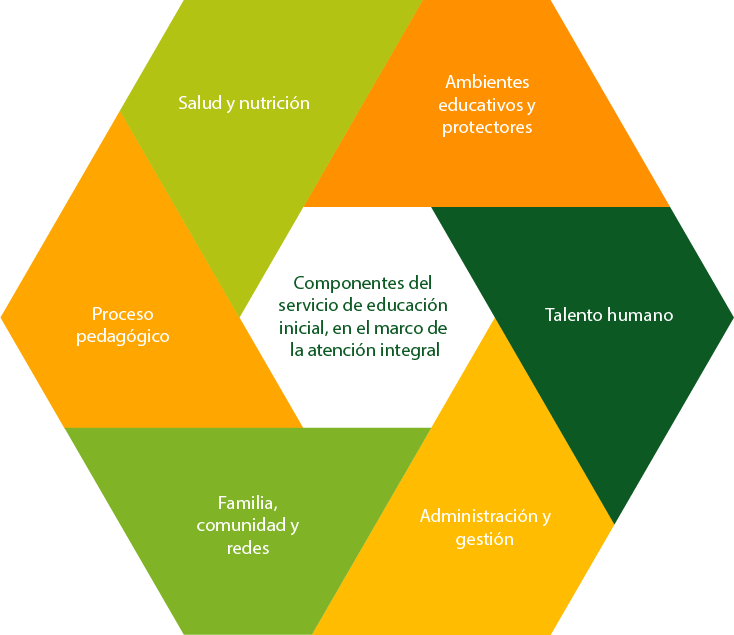 Salud y nutrición
Ambientes
educativos y
protectores
Componentes del
servicio de educación
inicial, en el marco de
la atención integral
Talento humano
Proceso
pedagógico
Familia,
comunidad y
redes
Administración y
gestión